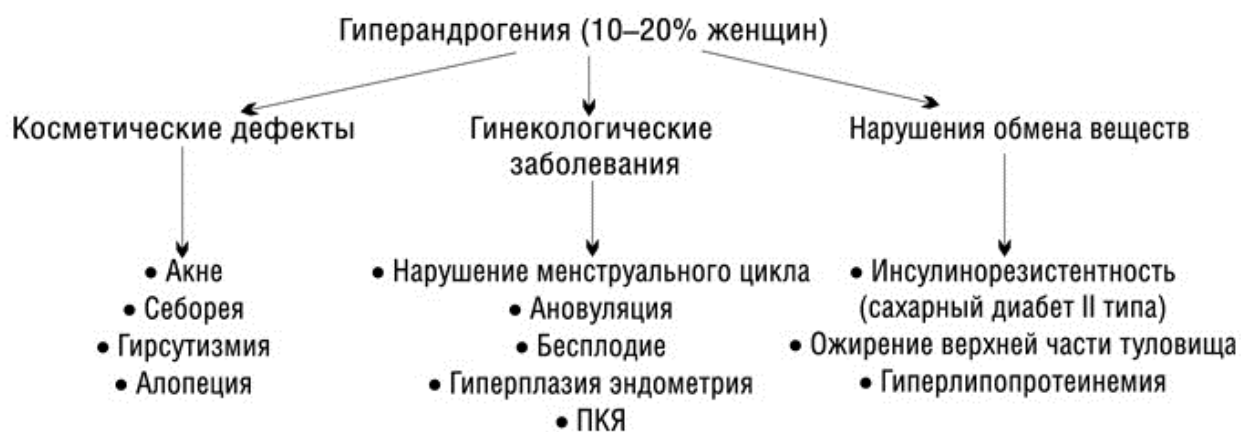 Гиперандрогения (10–20% женщин)
Косметические дефекты
Гинекологические
заболевания
Нарушения обмена веществ
• Акне
• Себорея
• Гирсутизмия
• Алопеция
• Нарушение менструального цикла
• Ановуляция
• Бесплодие
• Гиперплазия эндометрия
• ПКЯ
• Инсулинорезистентность
(сахарный диабет II типа)
• Ожирение верхней части туловища
• Гиперлипопротеинемия